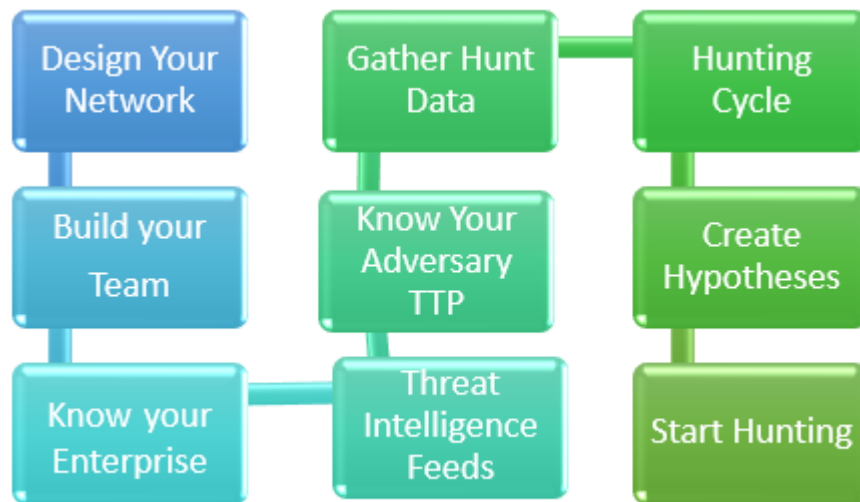 Design Your
Network
Build your
Team
Know your
Enterprise
Threat
Intelligence
Feeds
Know Your
Adversary
TTP
Gather Hunt
Data
Hunting
Cycle
Create
Hypotheses
Start Hunting